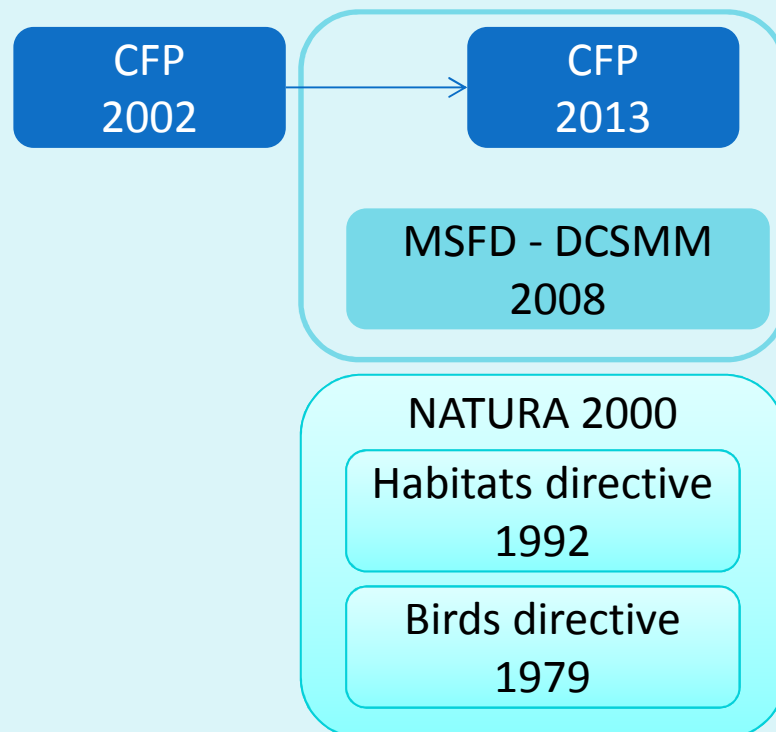 CFP
2002
CFP
2013
MSFD - DCSMM
2008
NATURA 2000
Habitats directive
1992
Birds directive
1979